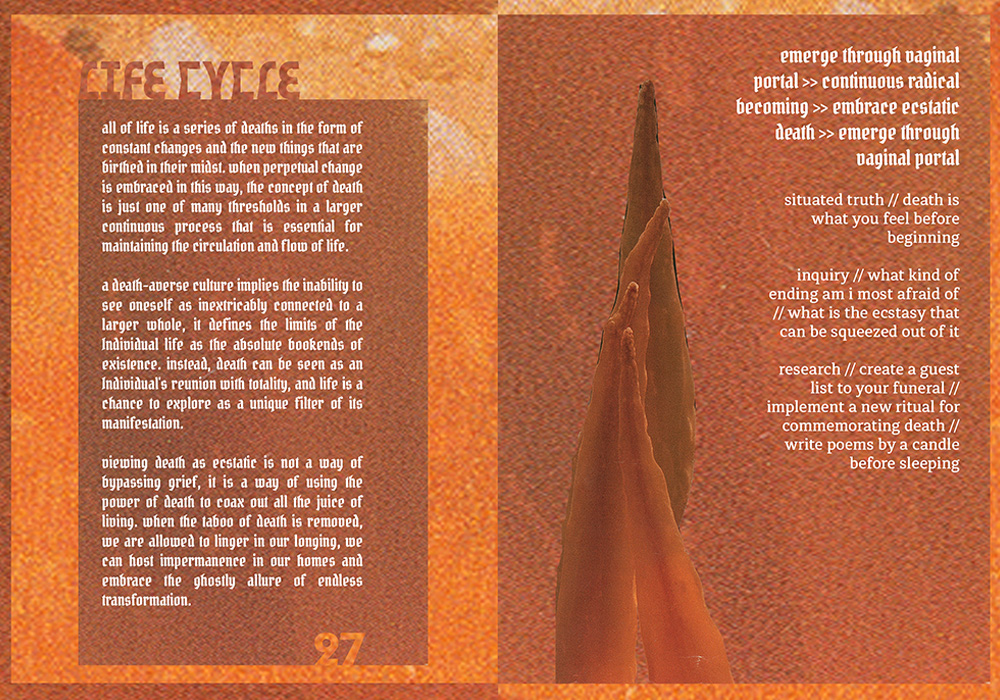 LIFE CYCLE
all of life is a series of deaths in the form of
constant changes and the new things that are
birthed in their midst. when perpetual change
is embraced in this way, the concept of death
is just one of many thresholds in a larger
continuous process that is essential for
maintaining the circulation and flow of life.
a death-averse culture implies the inability to
see oneself as inextricably connected to a
larger whole, it defines the limits of the
Individual life as the absolute bookends of
existence. instead, death can be seen as an
Individual's reunion with totality, and life is a
chance to explore as a unique filter of its
manifestation.
viewing death as ecstatic is not a way of
bypassing grief, it is a way of using the
power of death to coax out all the juice of
living. when the taboo of death is removed,
we are allowed to linger in our longing, we
can host impermanence in our homes and
embrace the ghostly allure of endless
transformation.
27
emerge through vaginal
portal >> continuous radical
becoming >> embrace ecstatic
death >> emerge through
vaginal portal
situated truth // death is
what you feel before
beginning
inquiry // what kind of
ending am i most afraid of
// what is the ecstasy that
can be squeezed out of it
research // create a guest
list to your funeral //
implement a new ritual for
commemorating death //
write poems by a candle
before sleeping